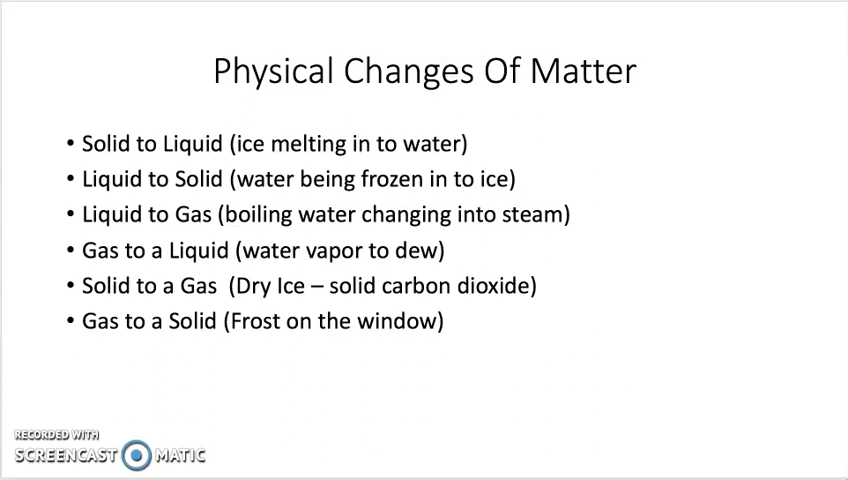 Physical Changes Of Matter
• Solid to Liquid (ice melting in to water)
• Liquid to Solid (water being frozen in to ice)
• Liquid to Gas (boiling water changing into steam)
• Gas to a Liquid (water vapor to dew)
• Solid to a Gas  (Dry Ice – solid carbon dioxide)
• Gas to a Solid (Frost on the window)
RECORDED WITH
SCREENCAST MATIC